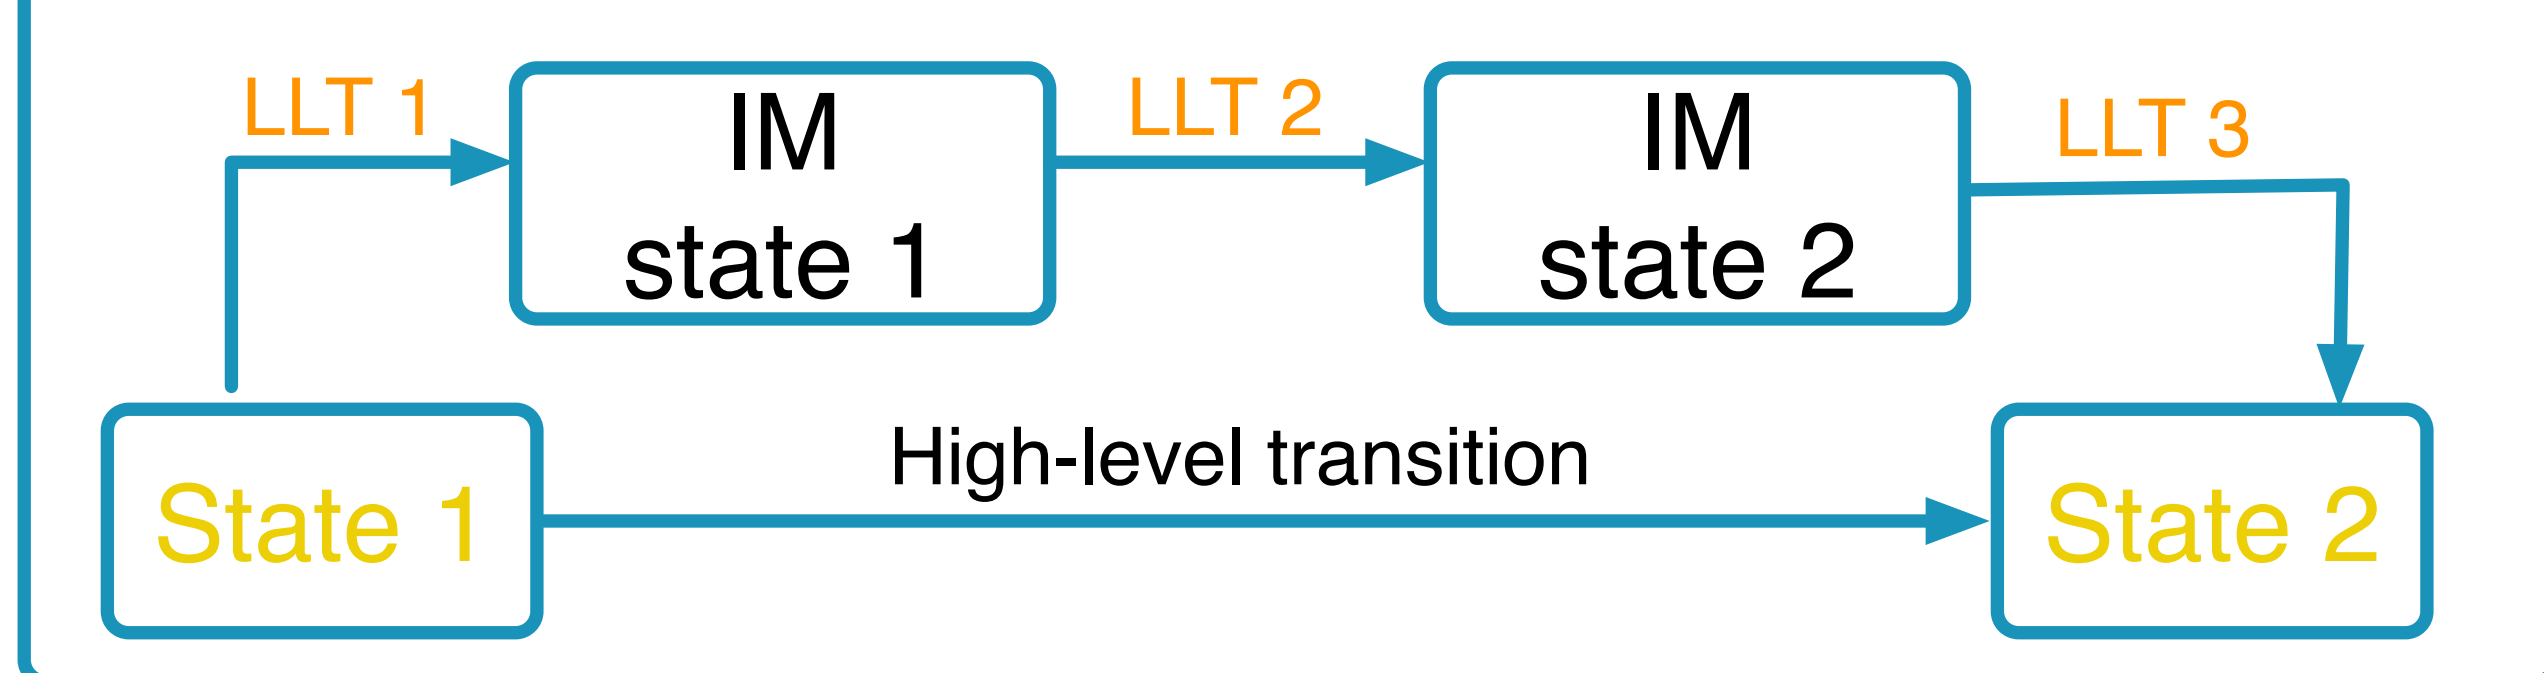 LLT 1
IM
state 1
LLT 2
IM
state 2
LLT 3
State 1
High-level transition
State 2